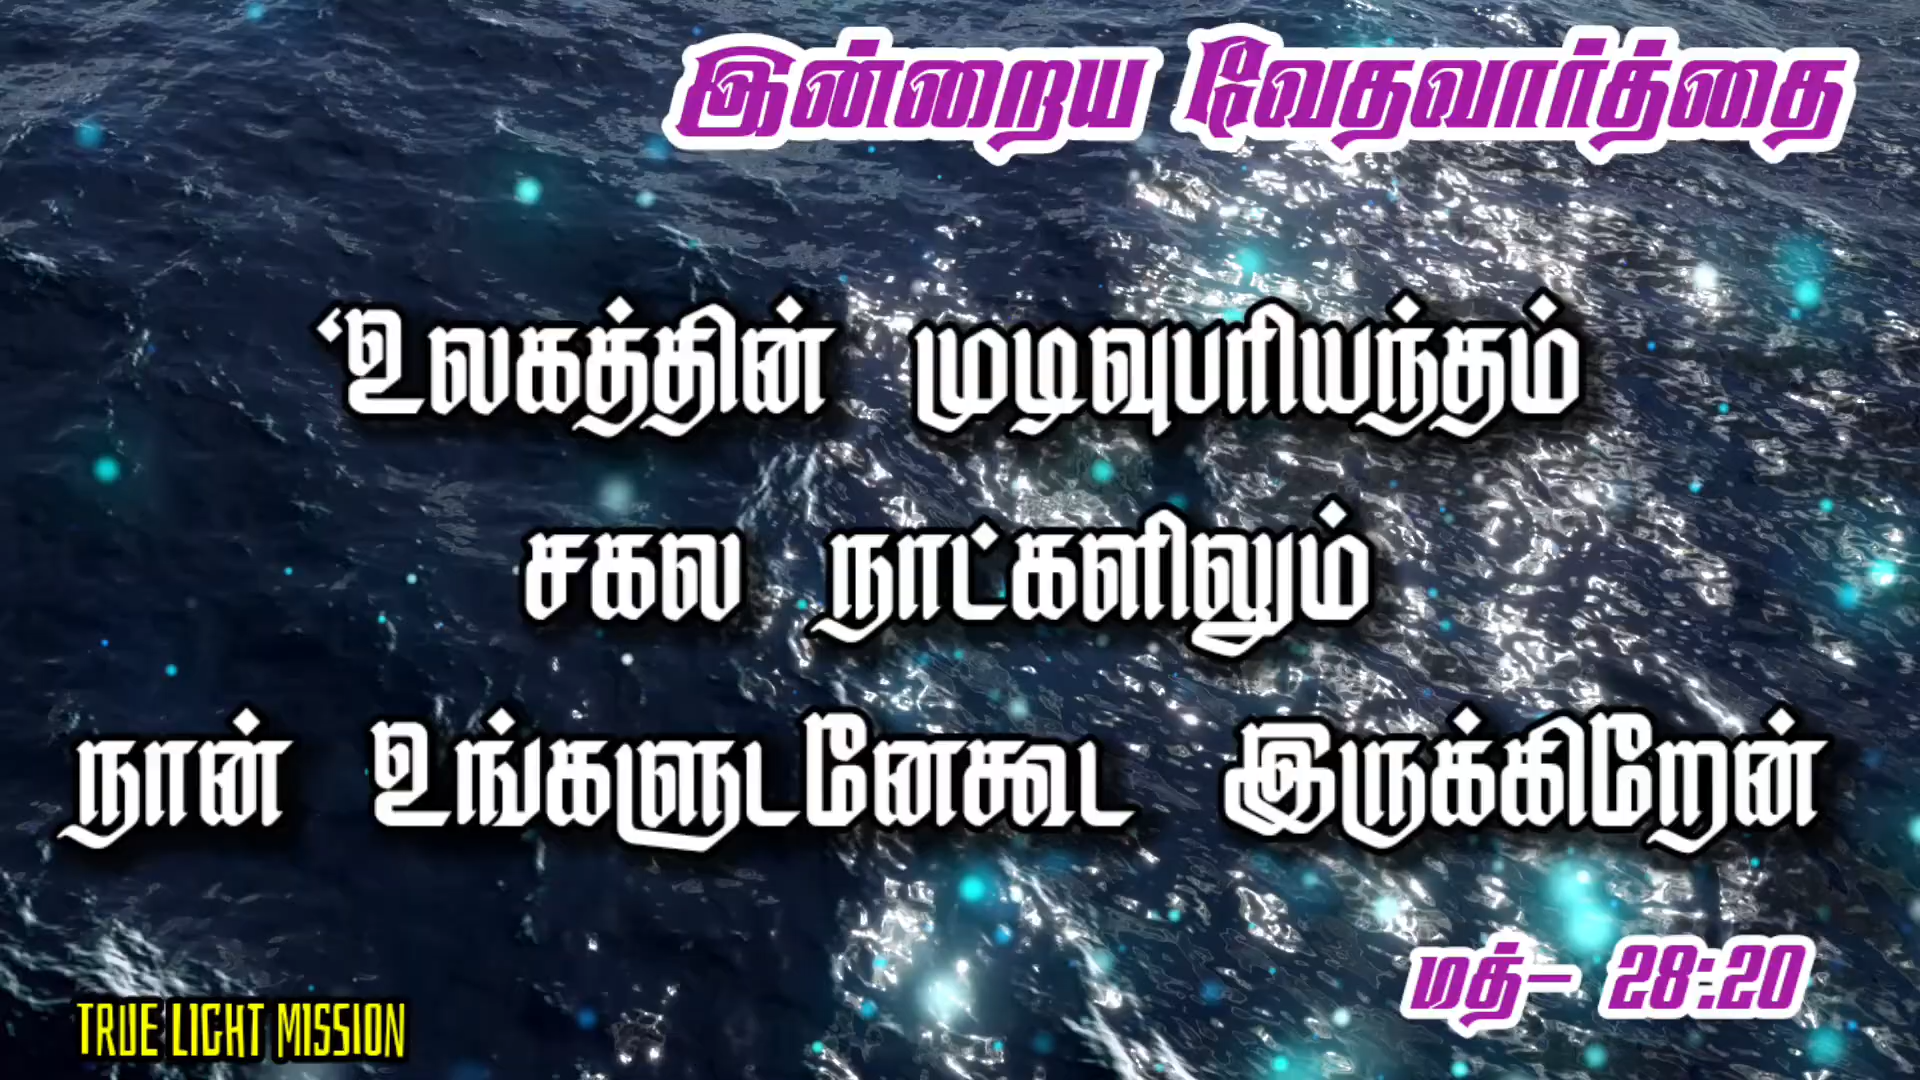 இன்றைய வேதவார்த்தை
‘உலகத்தின் முடிவுபரியந்தம்
சகல நாட்களிலும்
நான் உங்களுடனேகூட இருக்கிறேன்
மத்- 28:20
TRUE LIGHT MISSION